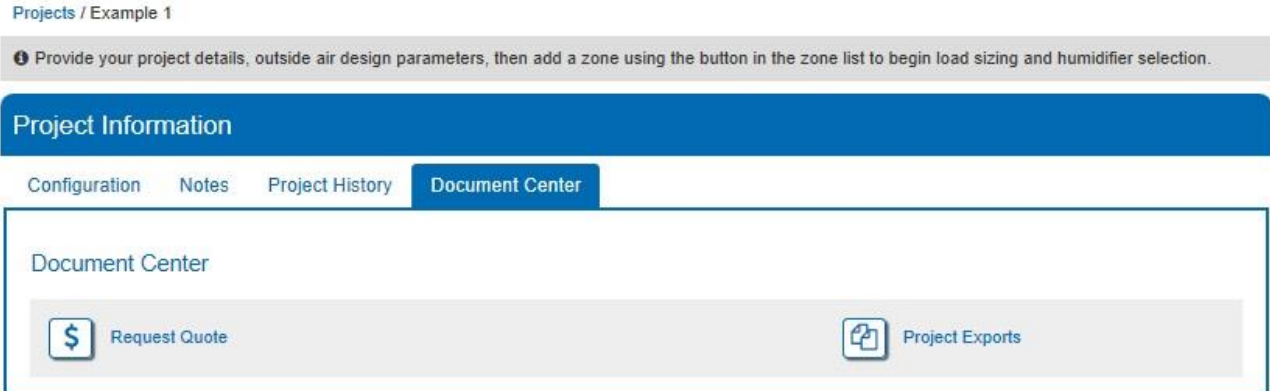 Projects / Example 1
Provide your project details, outside air design parameters, then add a zone using the button in the zone list to begin load sizing and humidifier selection.
Project Information
Configuration Notes Project History Document Center
Document Center
$ Request Quote Project Exports